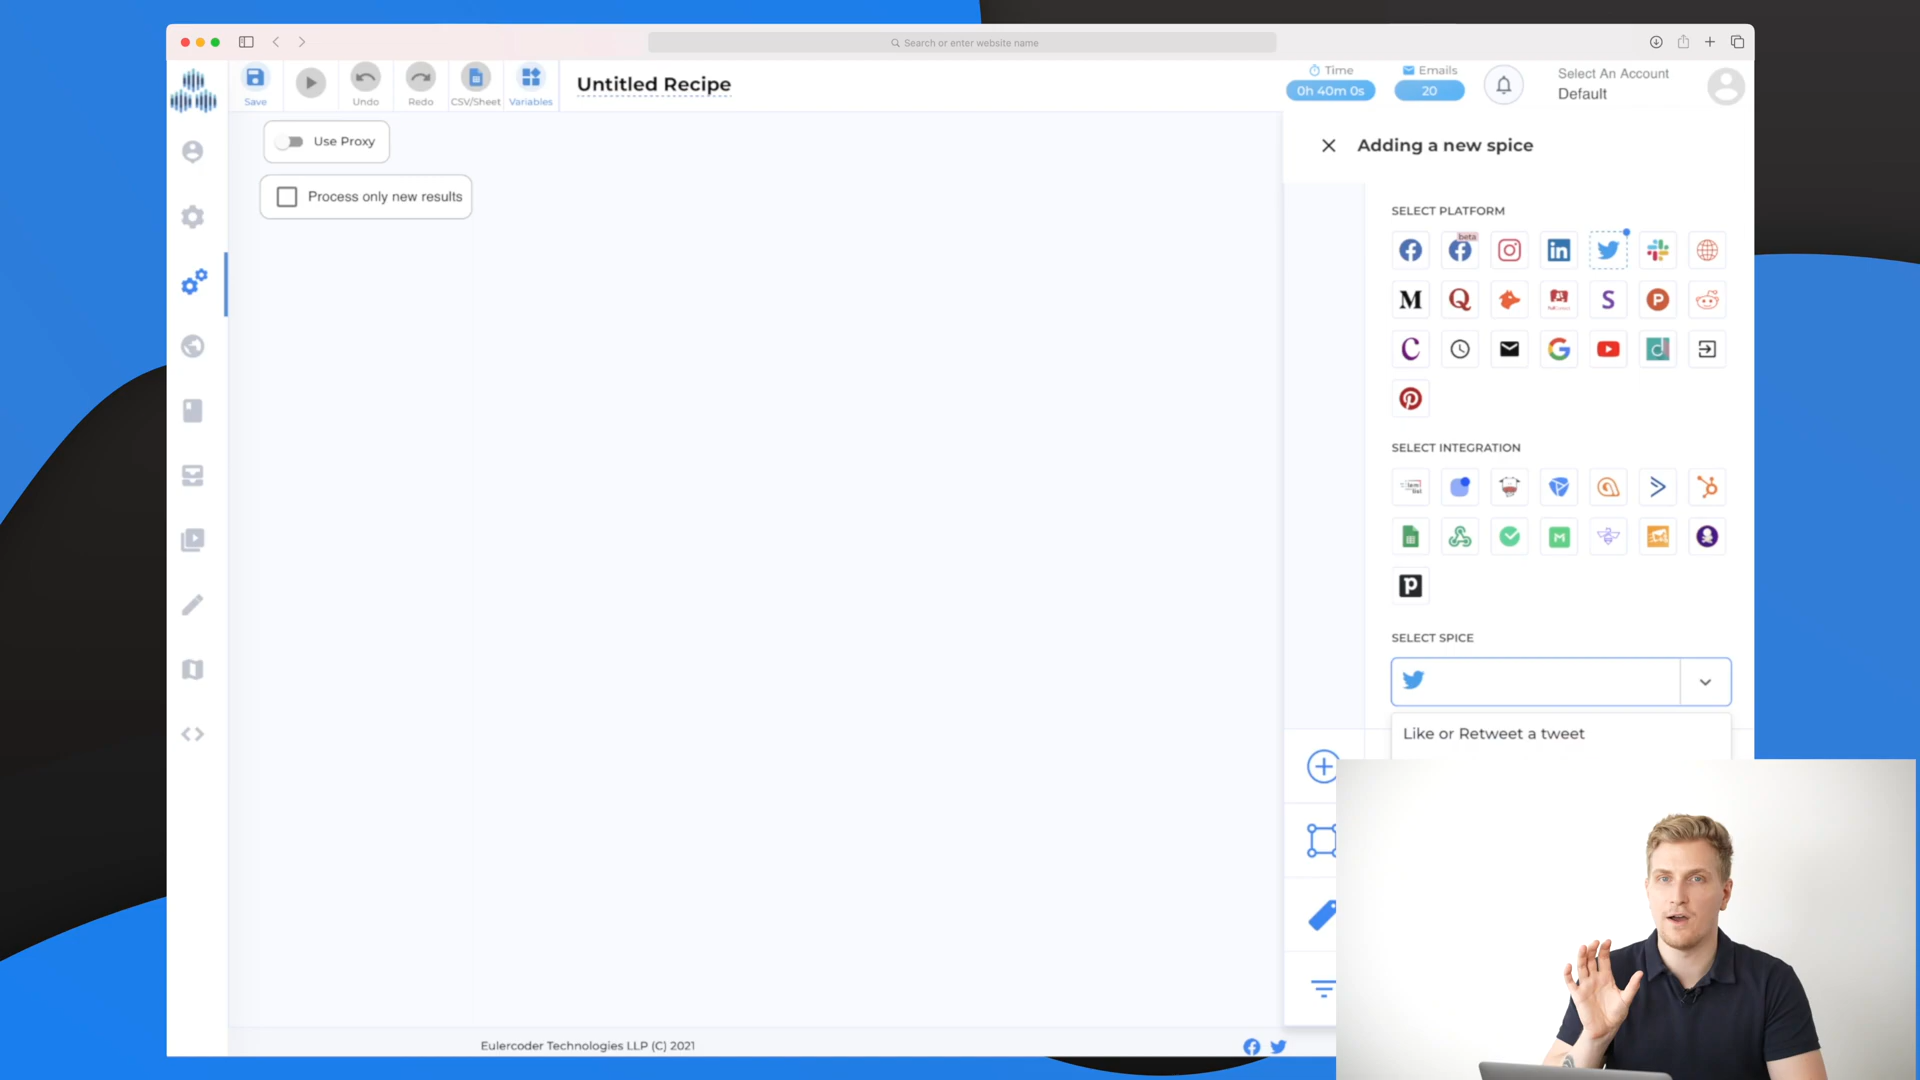 Search or enter website name
Save
Undo
Redo
CSV/Sheet
Variables
Untitled Recipe
Time
0h 40m 0s
Emails
20
Select An Account
Default
Use Proxy
Process only new results
Adding a new spice
SELECT PLATFORM
beta
SELECT INTEGRATION
SELECT SPICE
Like or Retweet a tweet
Eulercoder Technologies LLP (C) 2021